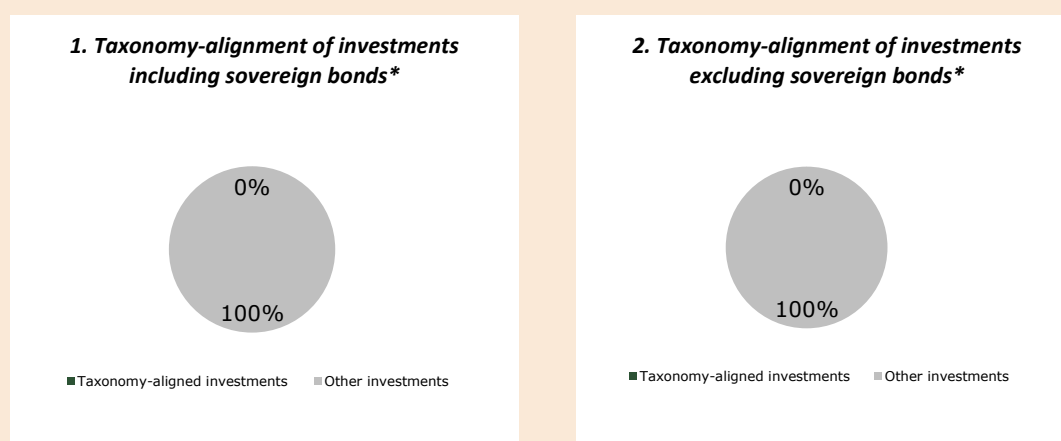 1. Taxonomy-alignment of investments
including sovereign bonds*
0%
100%
Taxonomy-aligned investments
Other investments
2. Taxonomy-alignment of investments
excluding sovereign bonds*
0%
100%
Taxonomy-aligned investments
Other investments